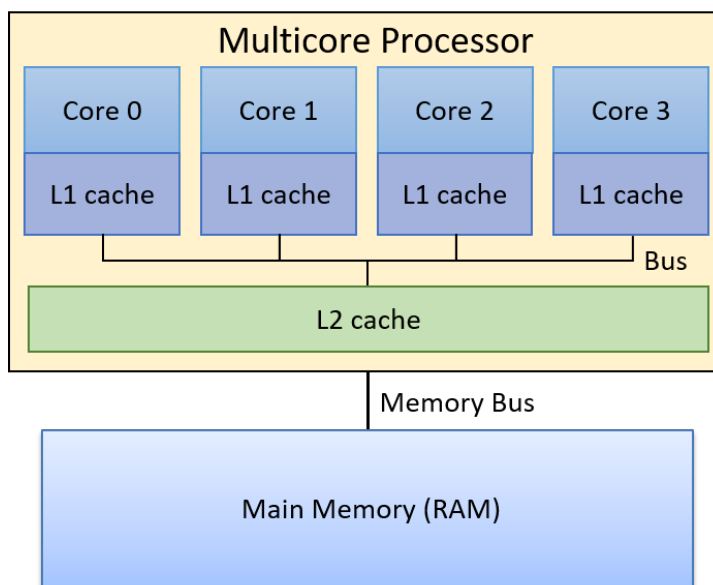 Multicore Processor
Core 0
Core 1
Core 2
Core 3
L1 cache
L1 cache
L1 cache
L1 cache
Bus
L2 cache
Memory Bus
Main Memory (RAM)